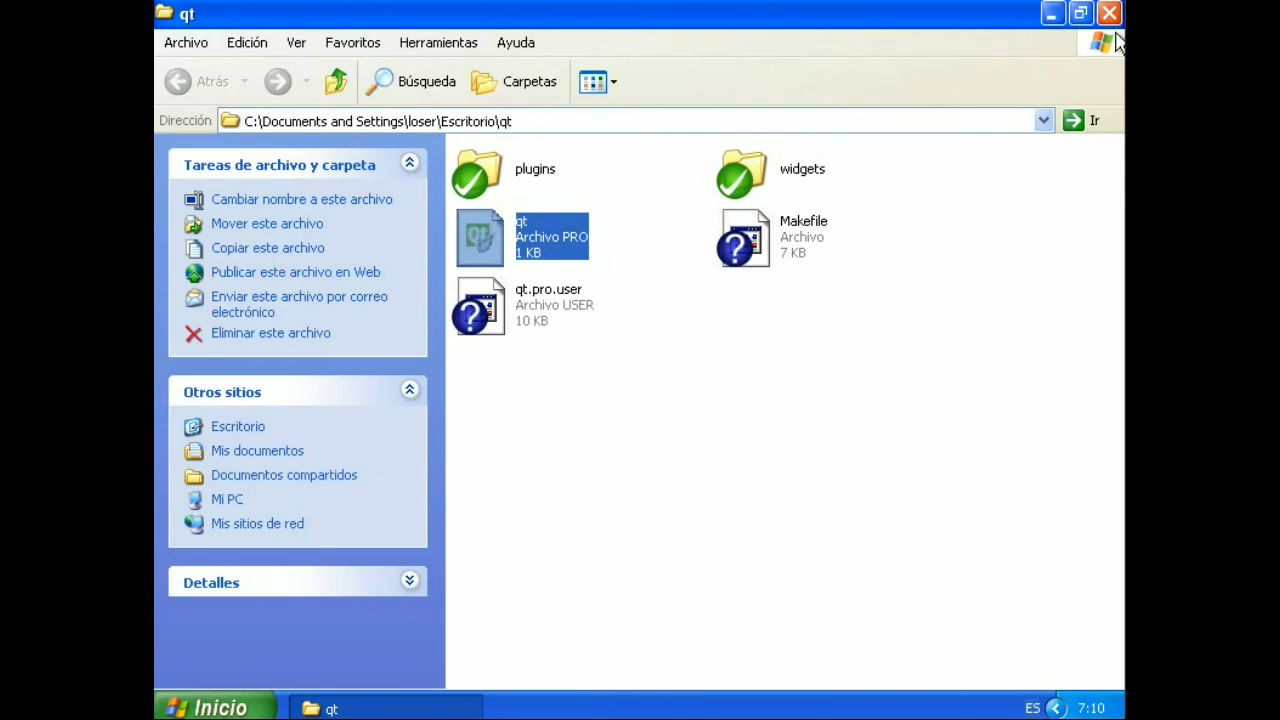 qt
Archivo Edición Ver Favoritos Herramientas Ayuda
Atrás Búsqueda Carpetas
Dirección C:\Documents and Settings\loser\Escritorio\qt Ir
Tareas de archivo y carpeta
Cambiar nombre a este archivo
Mover este archivo
Copiar este archivo
Publicar este archivo en Web
Enviar este archivo por correo
electrónico
Eliminar este archivo
Otros sitios
Escritorio
Mis documentos
Documentos compartidos
Mi PC
Mis sitios de red
Detalles
plugins
widgets
qt
Archivo PRO
1 KB
Makefile
Archivo
7 KB
qt.pro.user
Archivo USER
10 KB
Inicio qt ES 7:10